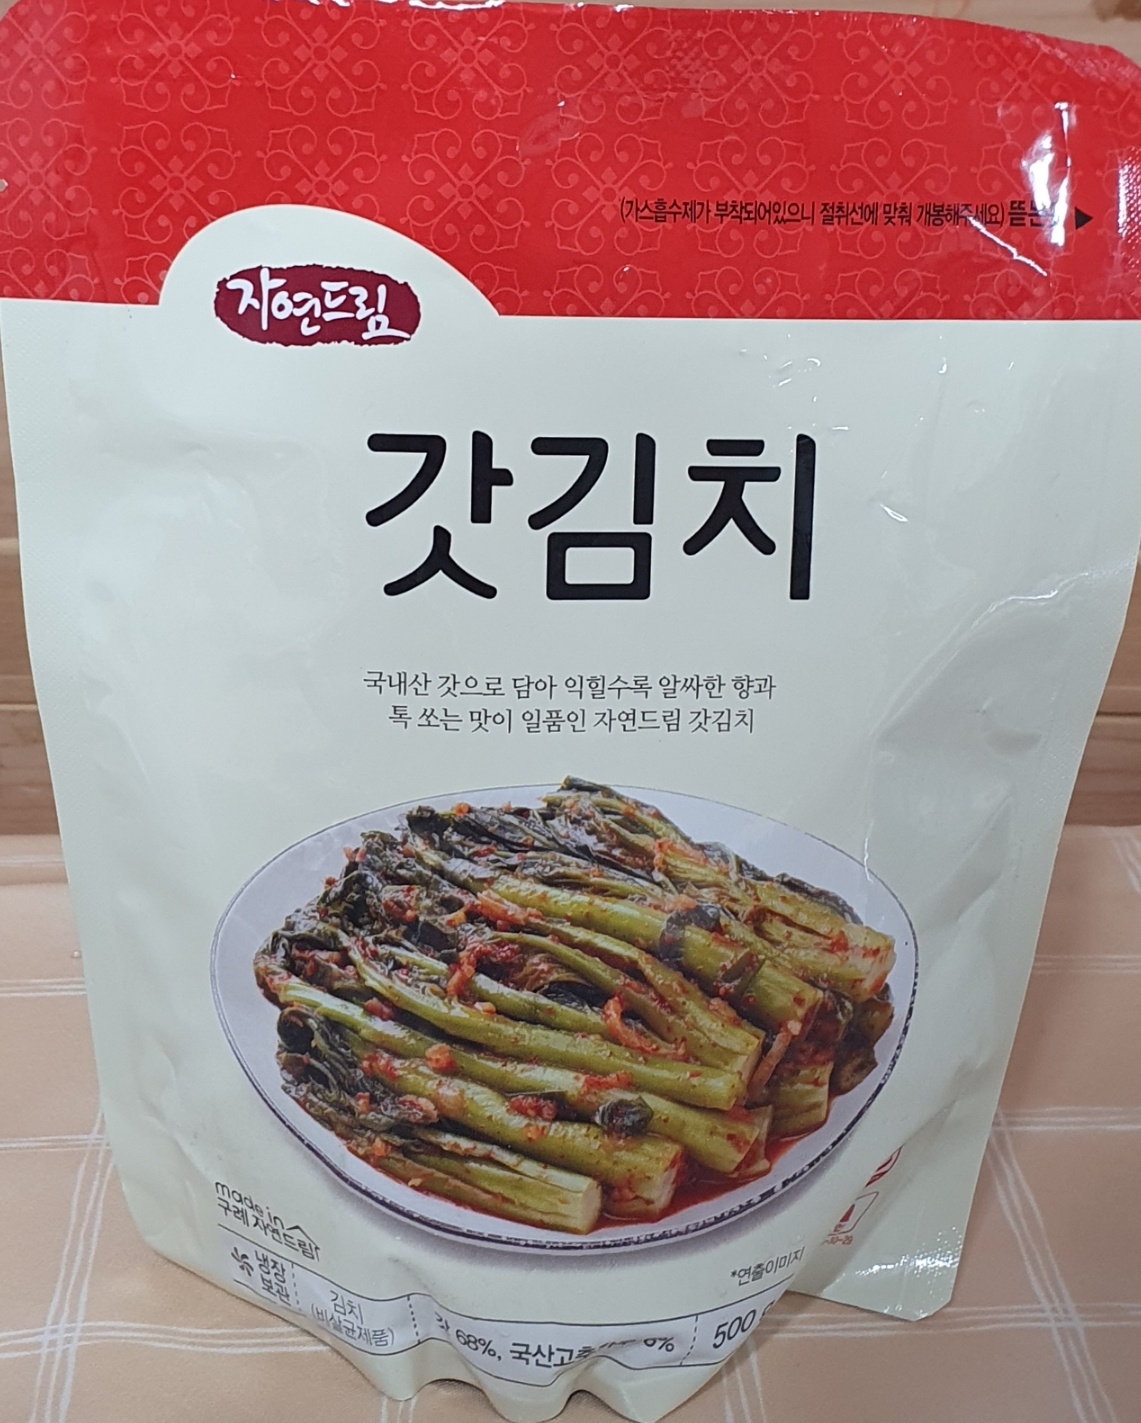 (가스흡수제가 부착되어있으니 절취선에 맞춰 개봉해주세요)
자연드림
갓김치
국내산 갓으로 담아 익힐수록 알싸한 향과
톡 쏘는 맛이 일품인 자연드림 갓김치
made in
구례 자연드림
*연출이미지
냉장
보관
김치
(비살균제품)
68%, 국산고추
500